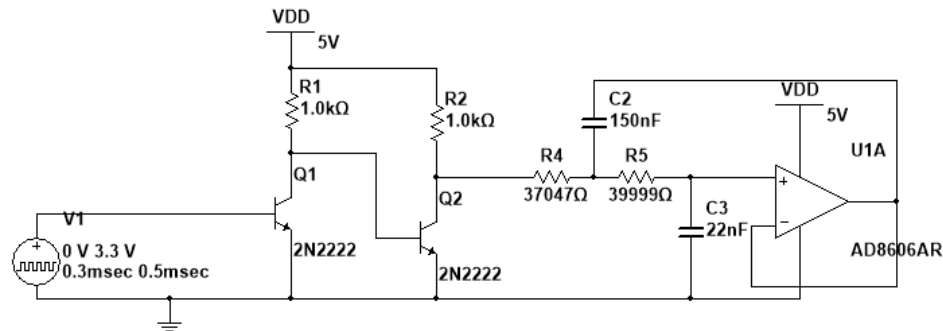 VDD
5V
R1
1.0kΩ
R2
1.0kΩ
Q1
2N2222
Q2
2N2222
V1
0 V 3.3 V
0.3msec 0.5msec
R4
37047Ω
C2
150nF
R5
39999Ω
C3
22nF
VDD
5V
U1A
AD8606AR